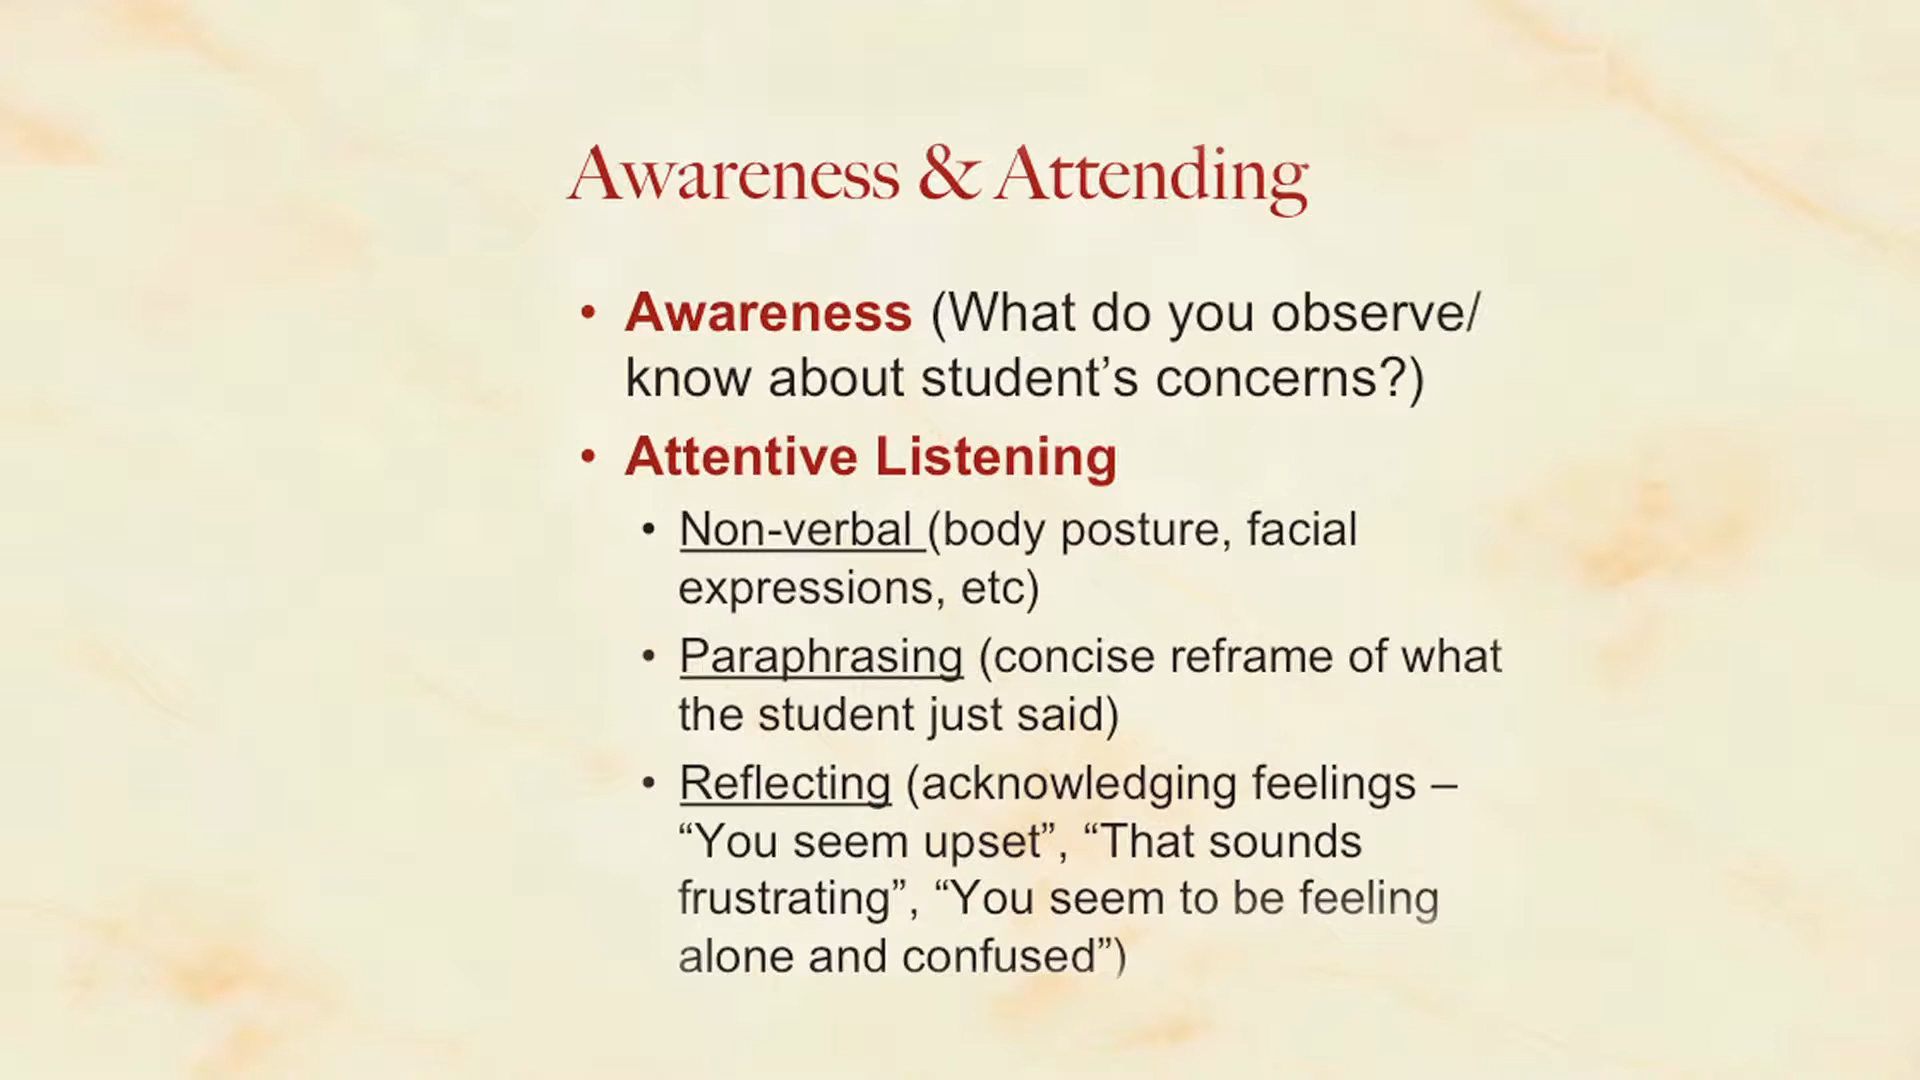 Awareness & Attending
• Awareness (What do you observe/
know about student’s concerns?)
• Attentive Listening
• Non-verbal (body posture, facial
expressions, etc)
• Paraphrasing (concise reframe of what
the student just said)
• Reflecting (acknowledging feelings –
“You seem upset”, “That sounds
frustrating”, “You seem to be feeling
alone and confused”)